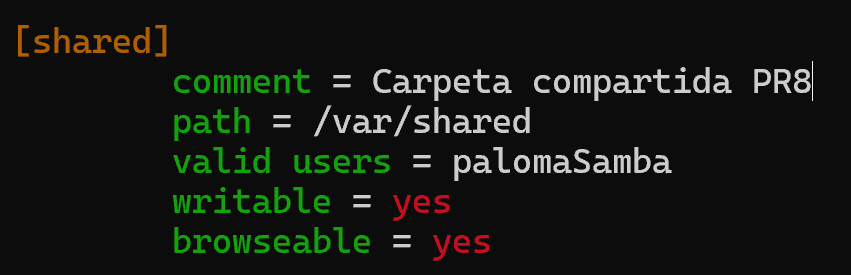 [shared]
comment = Carpeta compartida PR8
path = /var/shared
valid users = palomaSamba
writable = yes
browseable = yes